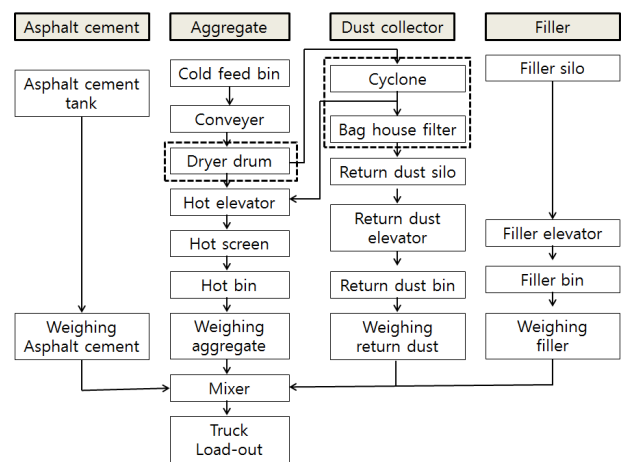 Asphalt cement
Aggregate
Dust collector
Filler
Asphalt cement
tank
Weighing
Asphalt cement
Cold feed bin
Conveyer
Dryer drum
Hot elevator
Hot screen
Hot bin
Weighing
aggregate
Mixer
Truck
Load-out
Cyclone
Bag house filter
Return dust silo
Return dust
elevator
Return dust bin
Weighing
return dust
Filler silo
Filler elevator
Filler bin
Weighing
filler